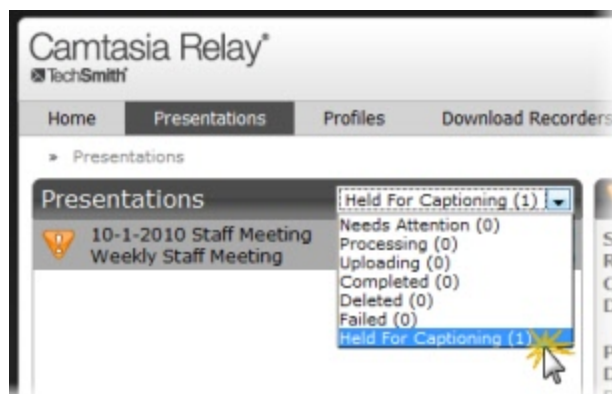 Camtasia Relay®
TechSmith®
Home Presentations Profiles Download Recorders
» Presentations
Presentations
Held For Captioning (1)
10-1-2010 Staff Meeting
Weekly Staff Meeting
Needs Attention (0)
Processing (0)
Uploading (0)
Completed (0)
Deleted (0)
Failed (0)
Held For Captioning (1)